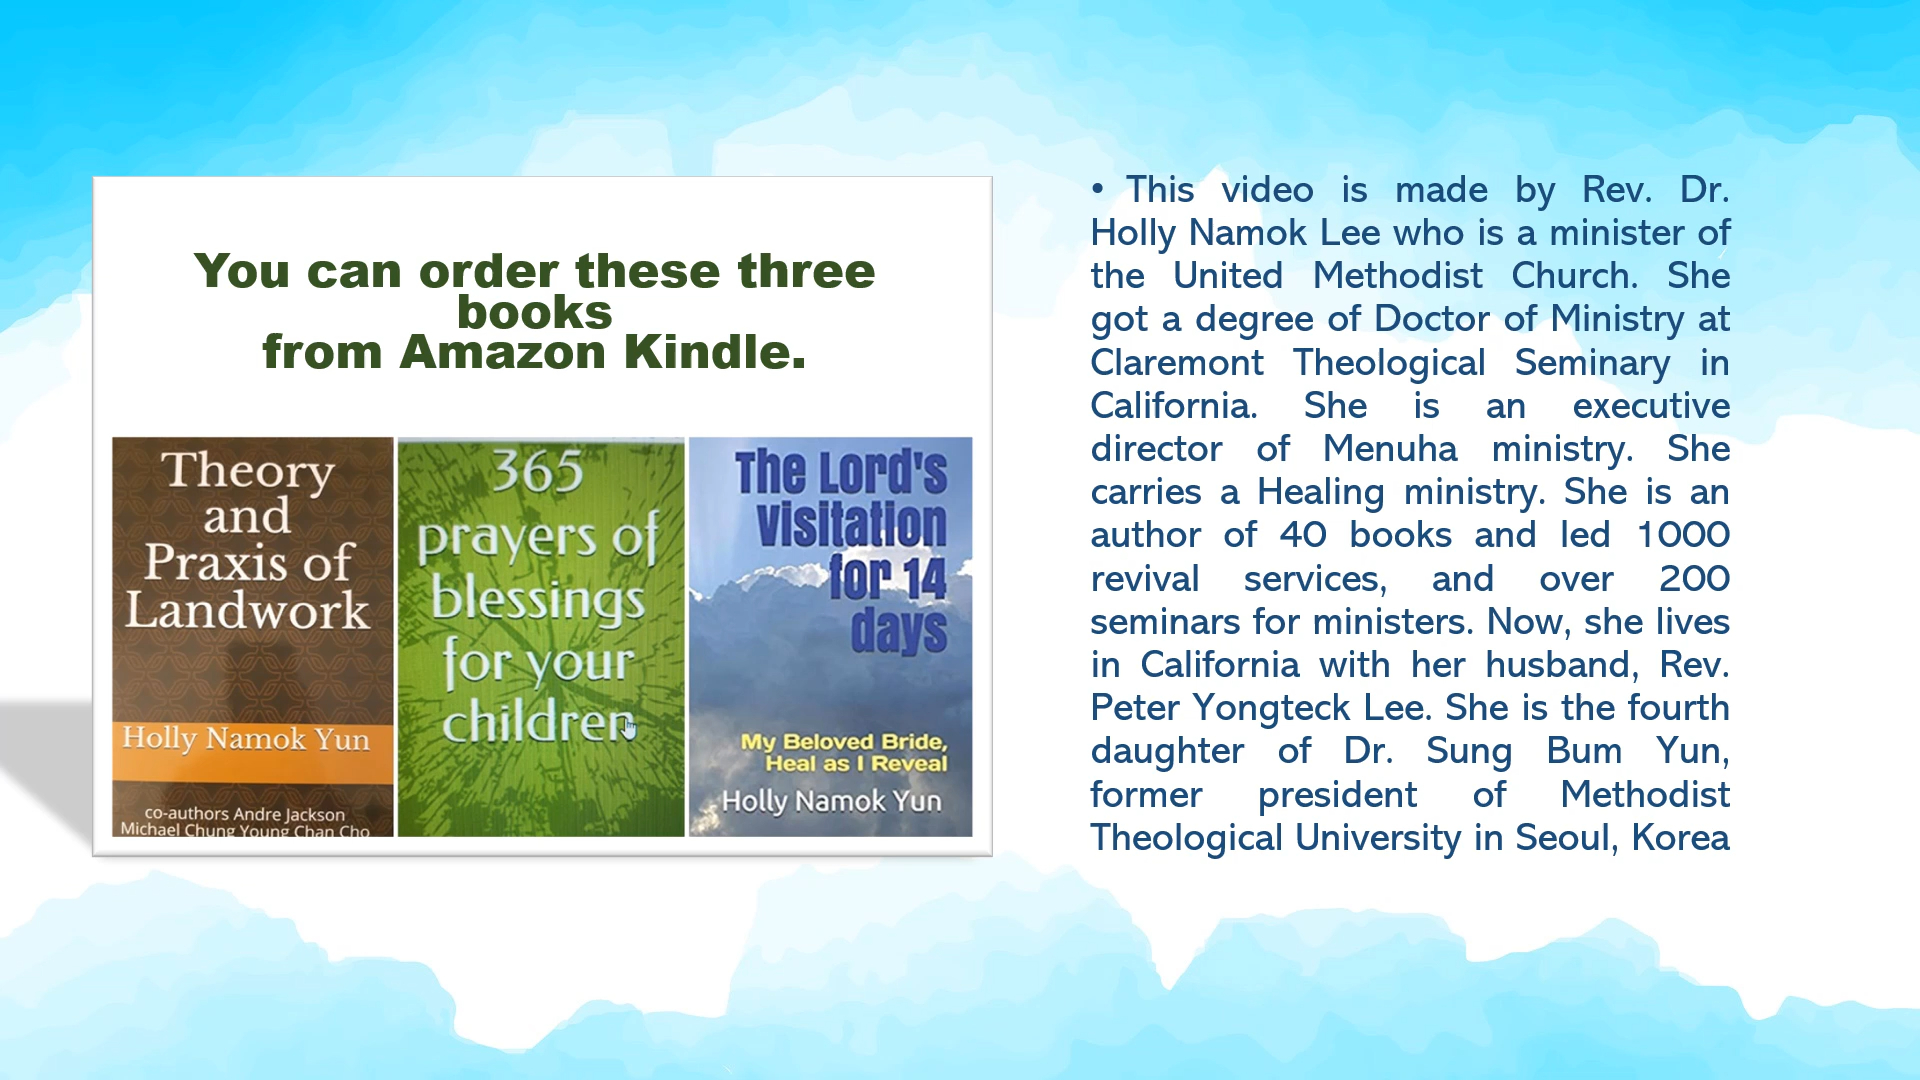 You can order these three
books
from Amazon Kindle.
Theory
and
Praxis of
Landwork
Holly Namok Yun
co-authors Andre Jackson
Michael Chung Young Chan Cho
365
prayers of
blessings
for your
children
The Lord's
Visitation
for 14
days
My Beloved Bride,
Heal as I Reveal
Holly Namok Yun
• This video is made by Rev. Dr.
Holly Namok Lee who is a minister of
the United Methodist Church. She
got a degree of Doctor of Ministry at
Claremont Theological Seminary in
California. She is an executive
director of Menuha ministry. She
carries a Healing ministry. She is an
author of 40 books and led 1000
revival services, and over 200
seminars for ministers. Now, she lives
in California with her husband, Rev.
Peter Yongteck Lee. She is the fourth
daughter of Dr. Sung Bum Yun,
former president of Methodist
Theological University in Seoul, Korea